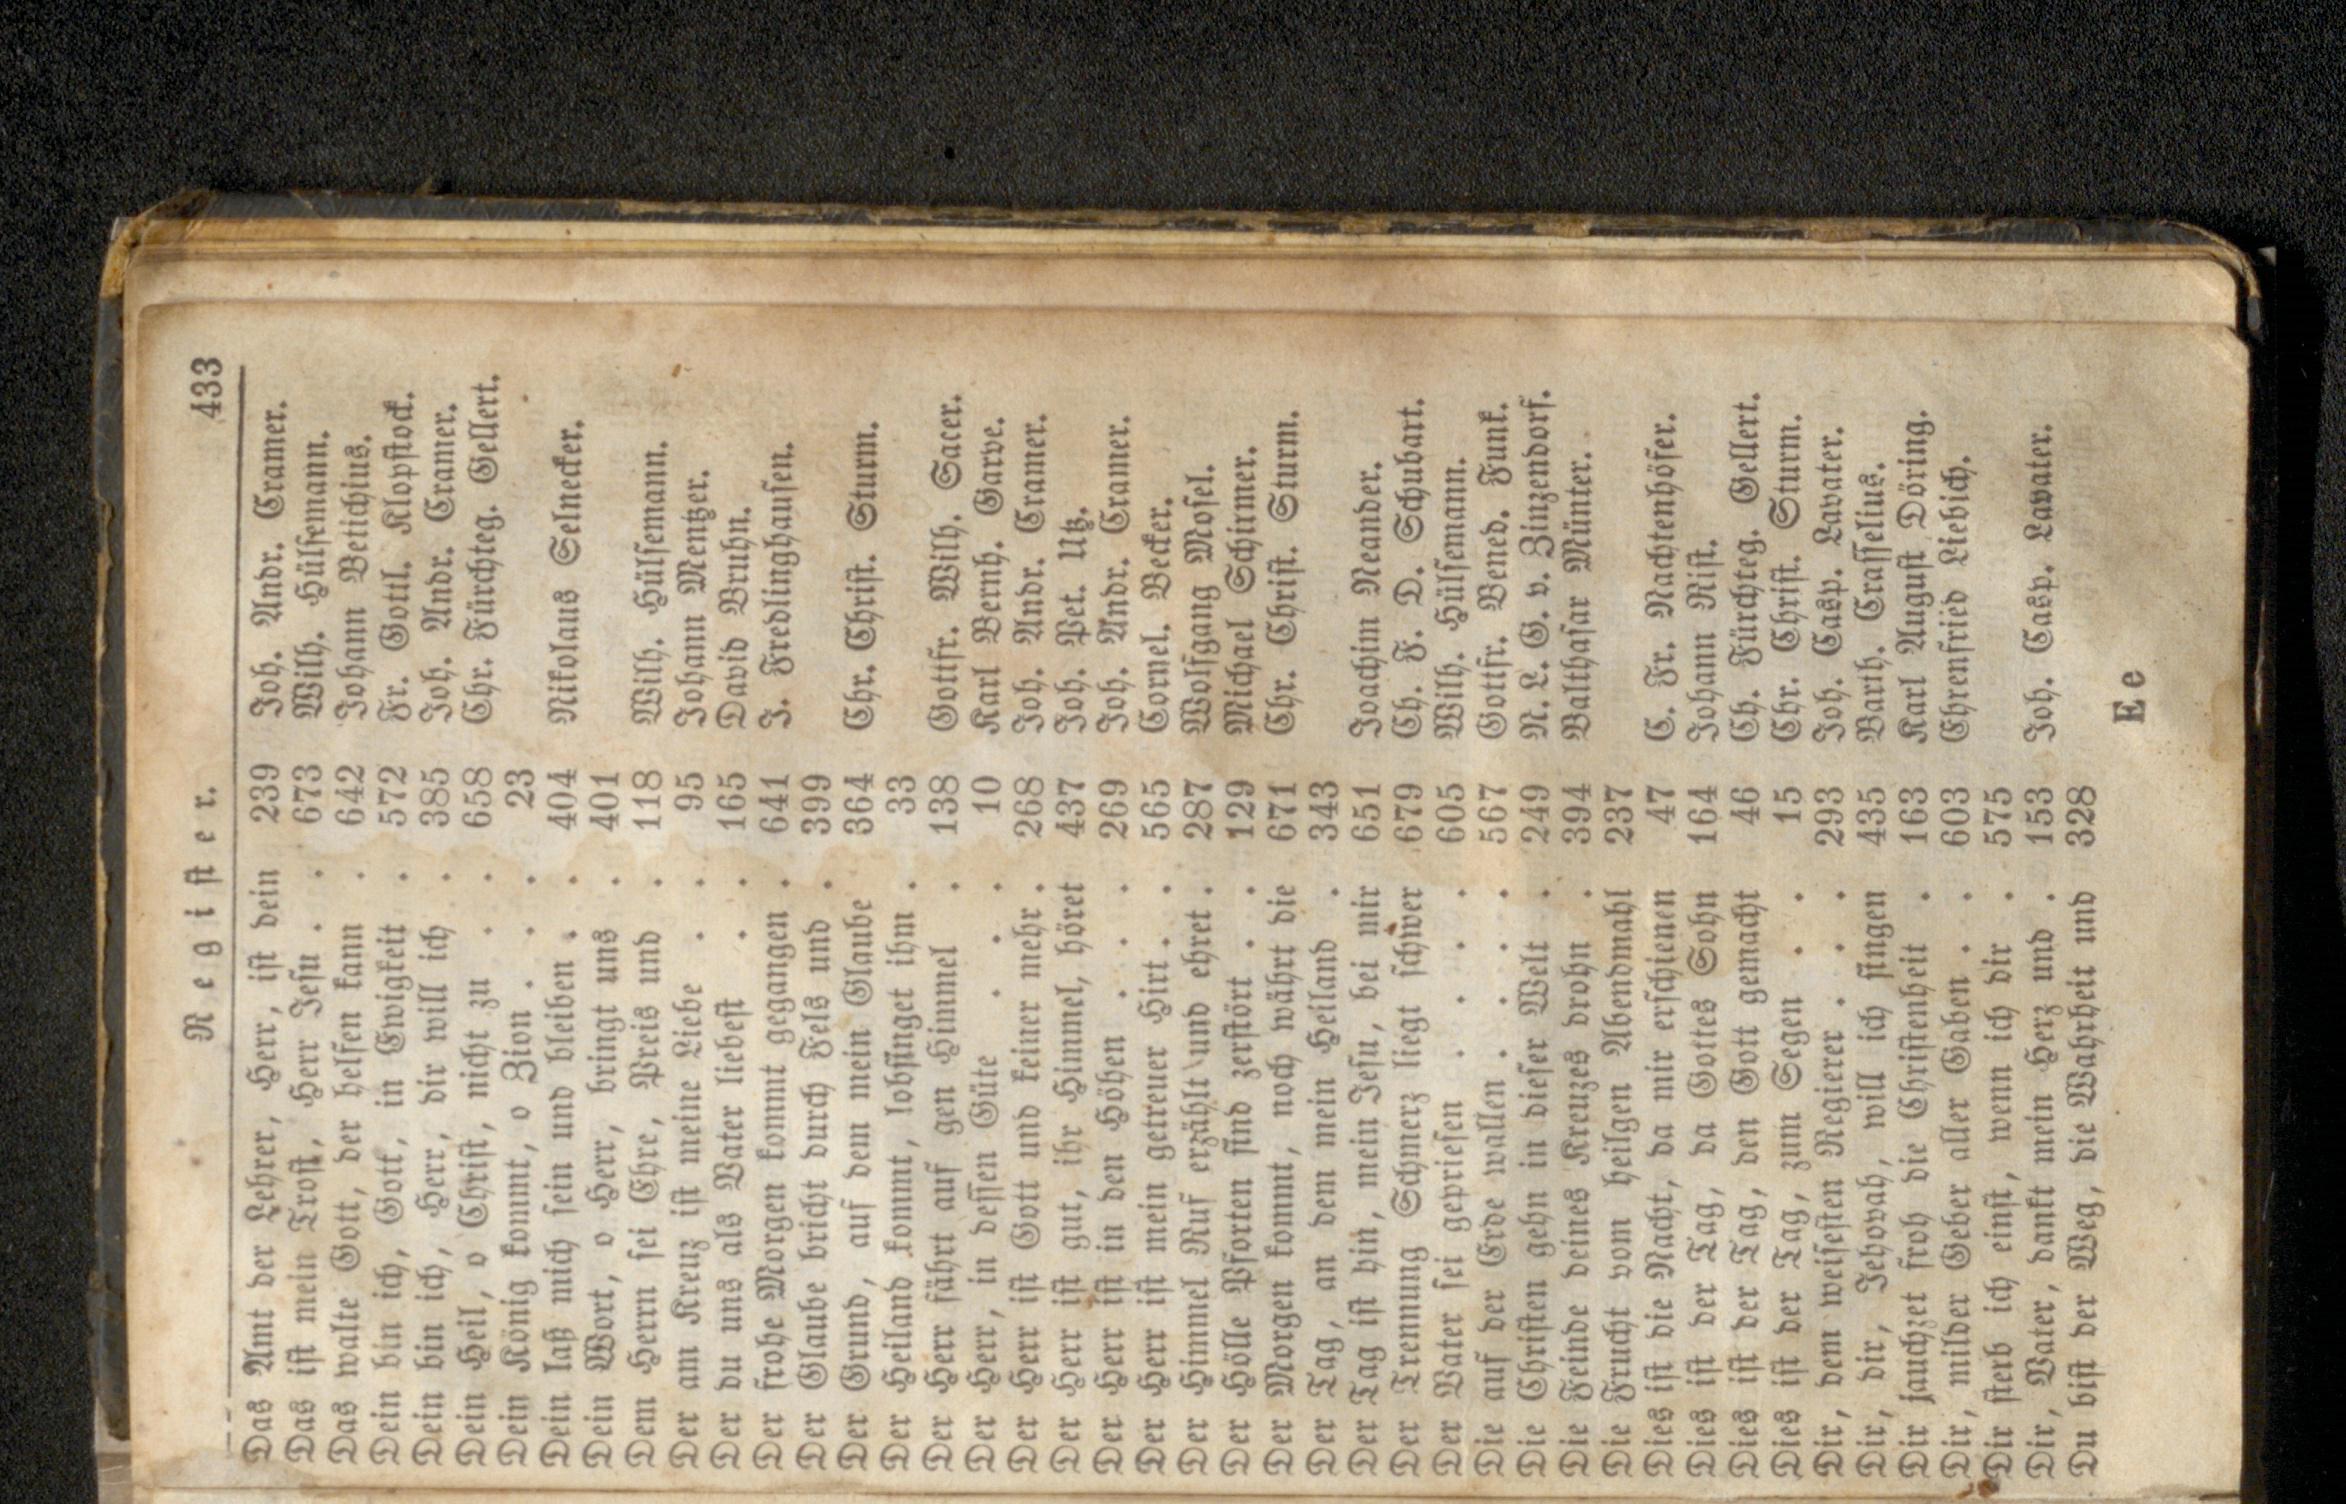 Register. 433
Das Amt der Lehrer, Herr, ist dein 239 Joh. Andr. Cramer.
Das ist mein Trost, Herr Jesu . . 673 Wilh. Hülsemann.
Das walte Gott, der helfen kann . 642 Johann Betichius.
Dein bin ich, Gott, in Ewigkeit . 572 Fr. Gottl. Klopstock.
Dein bin ich, Herr, dir will ich . 385 Joh. Andr. Cramer.
Dein Heil, o Christ, nicht zu . . 658 Chr. Fürchteg. Gellert.
Dein König kommt, o Zion . . . 23
Dein laß mich sein und bleiben . . 404 Nikolaus Selnecker.
Dein Wort, o Herr, bringt uns . 401
Dem Herrn sei Ehre, Preis und . 118 Wilh. Hülsemann.
Der am Kreuz ist meine Liebe . . 95 Johann Mentzer.
Der du uns als Vater liebest . . 165 David Bruhn.
Der frohe Morgen kommt gegangen . 641 J. Fredlinghausen.
Der Glaube bricht durch Fels und . 399
Der Grund, auf dem mein Glaube 364 Chr. Christ. Sturm.
Der Heiland kommt, lobsinget ihm . 33
Der Herr fährt auf gen Himmel . 138 Gottfr. Wilh. Sacer.
Der Herr, in dessen Güte . . . 10 Karl Bernh. Garve.
Der Herr ist Gott und keiner mehr . 268 Joh. Andr. Cramer.
Der Herr ist gut, ihr Himmel, höret 437 Joh. Pet. Utz.
Der Herr ist in den Höhen . . . 269 Joh. Andr. Cramer.
Der Herr ist mein getreuer Hirt . . 565 Cornel. Becker.
Der Himmel Ruf erzählt und ehret . 287 Wolfgang Mosel.
Der Hölle Pforten sind zerstört . . 129 Michael Schirmer.
Der Morgen kommt, noch währt die 671 Chr. Christ. Sturm.
Der Tag, an dem mein Heiland . 343
Der Tag ist hin, mein Jesu, bei mir 651 Joachim Neander.
Der Trennung Schmerz liegt schwer 679 Ch. F. D. Schubart.
Der Vater sei gepriesen . . . . 605 Wilh. Hülsemann.
Die auf der Erde wallen . . . . 567 Gottfr. Bened. Funk.
Die Christen gehn in dieser Welt . 249 N. L. G. v. Zinzendorf.
Die Feinde deines Kreuzes drohn . 394 Balthasar Münter.
Die Frucht vom heilgen Abendmahl 237
Dies ist die Nacht, da mir erschienen 47 C. Fr. Nachtenhöfer.
Dies ist der Tag, da Gottes Sohn 164 Johann Rist.
Dies ist der Tag, den Gott gemacht 46 Ch. Fürchteg. Gellert.
Dies ist der Tag, zum Segen . . 15 Chr. Christ. Sturm.
Dir, dem weisesten Regierer . . . 293 Joh. Casp. Lavater.
Dir, dir, Jehovah, will ich singen 435 Barth. Crasselius.
Dir jauchzet froh die Christenheit . 163 Karl August Döring.
Dir, milder Geber aller Gaben . . 603 Ehrenfried Liebich.
Dir sterb ich einst, wenn ich dir . 575
Dir, Vater, dankt mein Herz und . 153 Joh. Casp. Lavater.
Du bist der Weg, die Wahrheit und 328
Ee